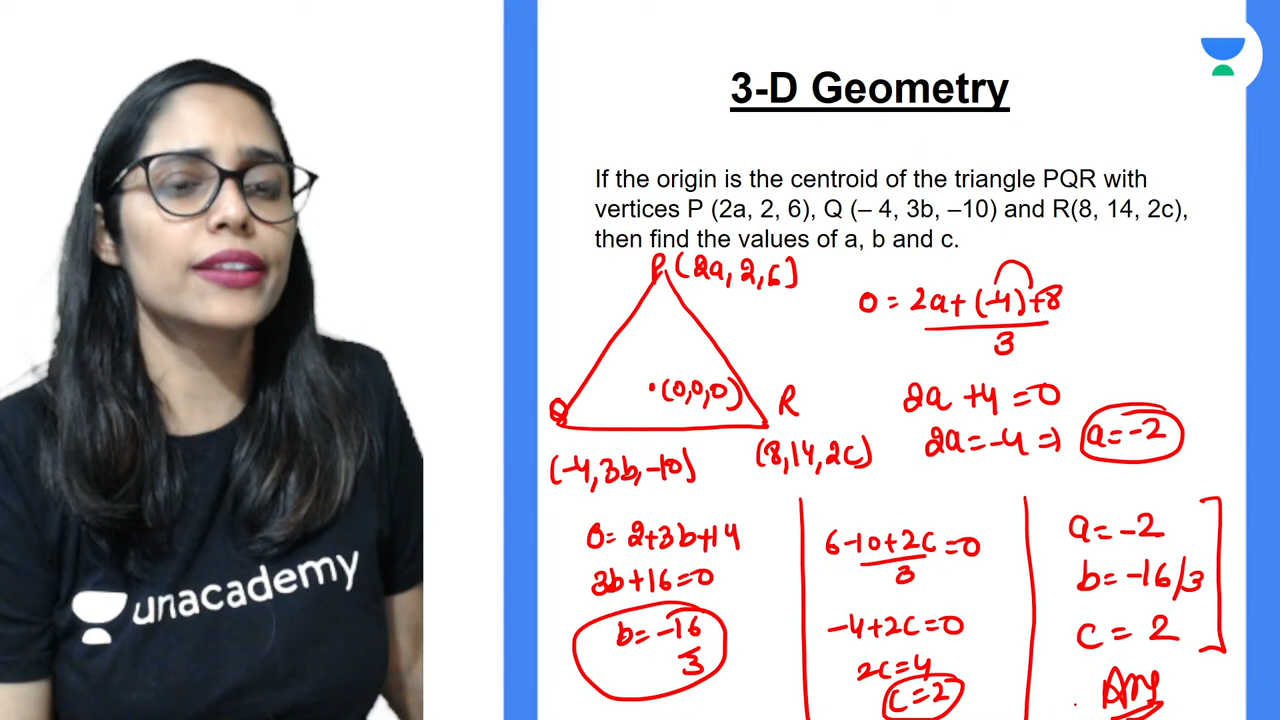 3-D Geometry
If the origin is the centroid of the triangle PQR with
vertices P (2a, 2, 6), Q (– 4, 3b, –10) and R(8, 14, 2c),
then find the values of a, b and c.
P (2a, 2, 6]
0 = 2a + (-4) + 8
3
(0,0,0)
Q
R
(-4, 3b, -10]
(8, 14, 2c)
2a + 4 = 0
2a = -4 ⇒ a = -2
0 = 2+3b+14
3b+16=0
b = -16
3
6-10+2c = 0
3
-4+2c=0
2c=4
c=2
a = -2
b = -16/3
c = 2
Ans
unacademy